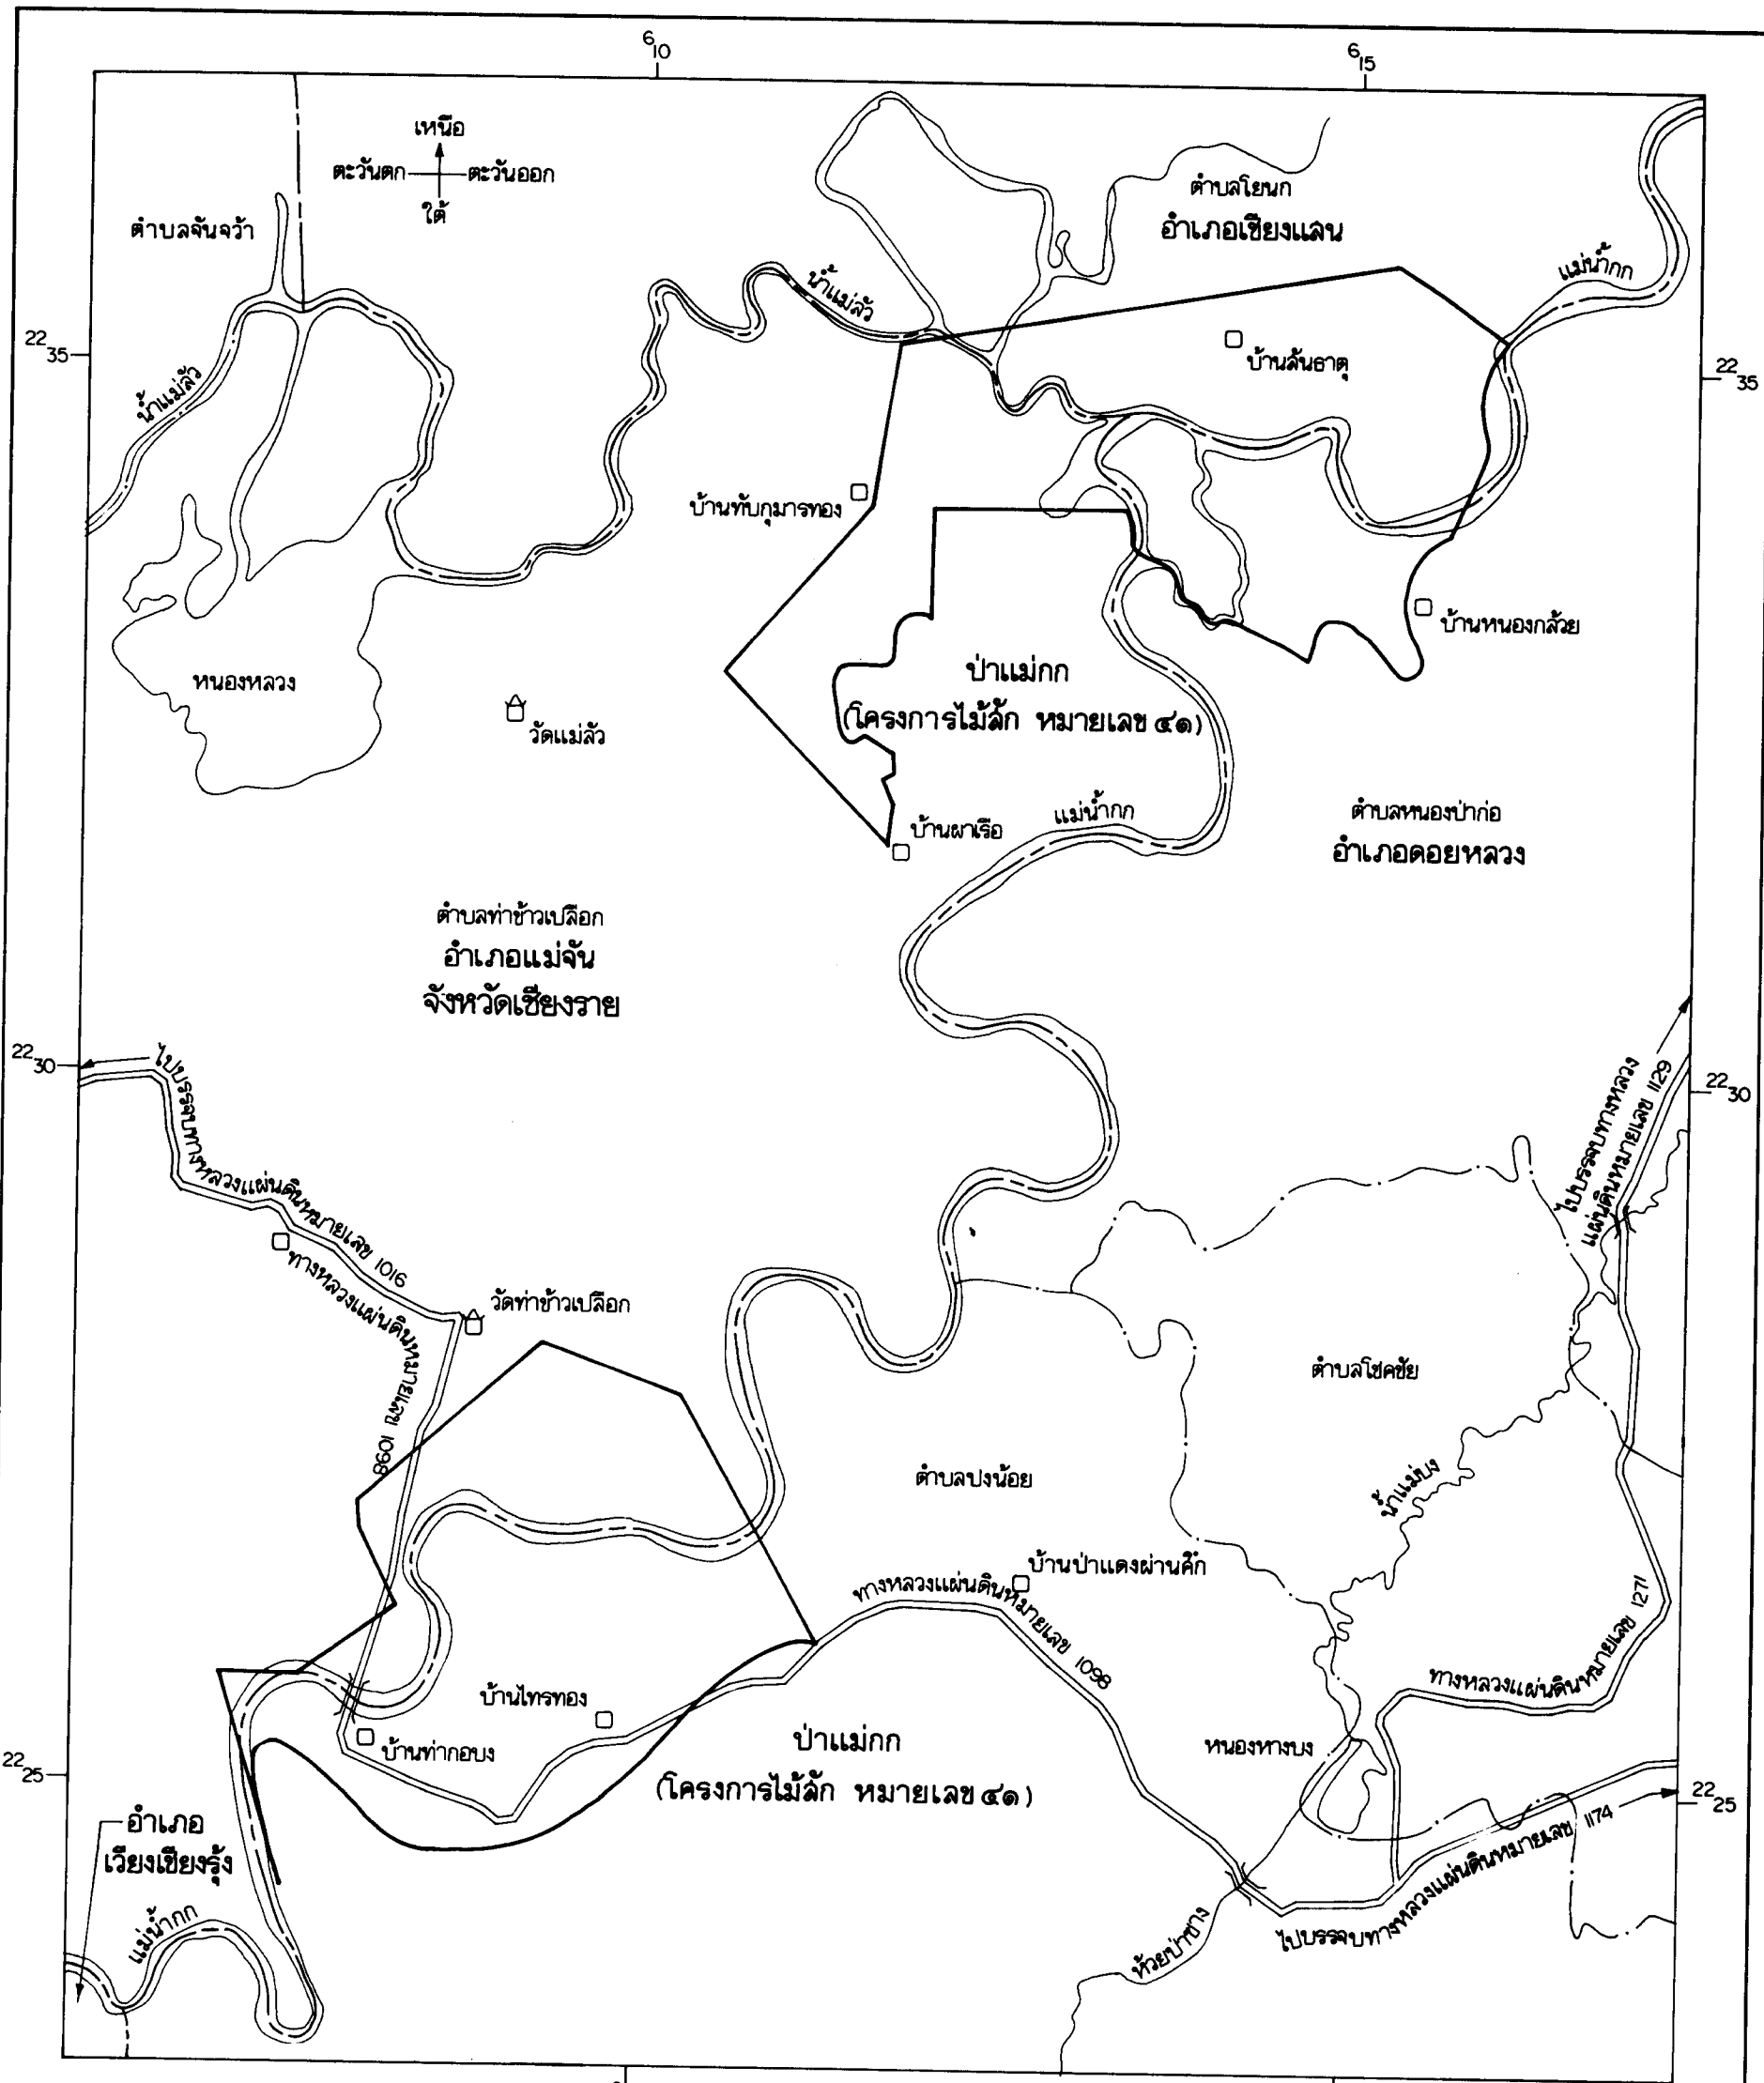 610
615
เหนือ
ตะวันตก ตะวันออก
ใต้
ตำบลจันจว้า
ตำบลโยนก
อำเภอเชียงแสน
แม่น้ำกก
น้ำแม่สัว
2235
2235
บ้านสันธาตุ
น้ำแม่สัว
บ้านทับกุมารทอง
บ้านหนองกล้วย
หนองหลวง
ป่าแม่กก
(โครงการไม้สัก หมายเลข ๔๑)
วัดแม่สัว
แม่น้ำกก
บ้านผาเรือ
ตำบลหนองป่าก่อ
อำเภอดอยหลวง
ตำบลท่าข้าวเปลือก
อำเภอแม่จัน
จังหวัดเชียงราย
2230
2230
ไปบรรจบทางหลวงแผ่นดินหมายเลข 1016
ไปบรรจบทางหลวง
แผ่นดินหมายเลข 1129
ทางหลวงแผ่นดินหมายเลข 1098
วัดท่าข้าวเปลือก
ตำบลโชคชัย
ตำบลปงน้อย
น้ำแม่บง
บ้านป่าแดงผ่านศึก
ทางหลวงแผ่นดินหมายเลข 1098
ทางหลวงแผ่นดินหมายเลข 1271
บ้านไทรทอง
บ้านท่ากอบง
ป่าแม่กก
(โครงการไม้สัก หมายเลข ๔๑)
หนองหางบง
2225
2225
อำเภอ
เวียงเชียงรุ้ง
แม่น้ำกก
ห้วยป่าซาง
ไปบรรจบทางหลวงแผ่นดินหมายเลข 1174